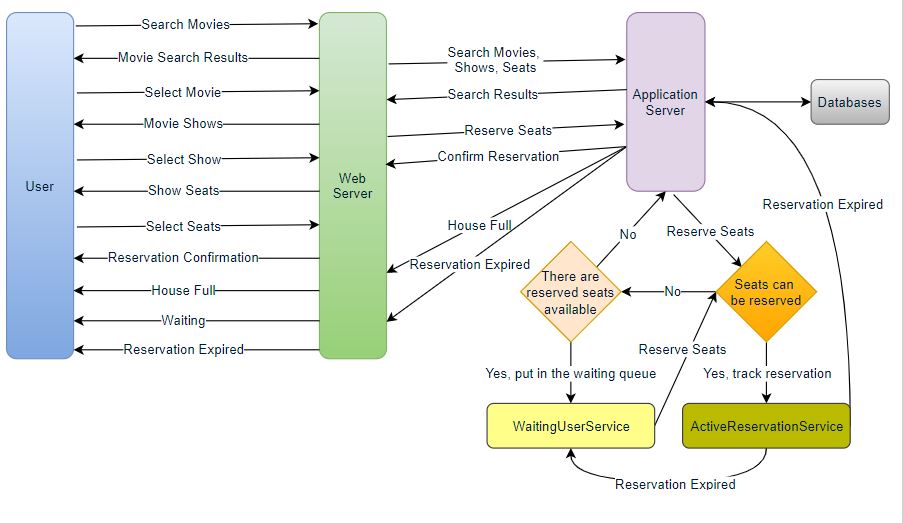 Search Movies
Movie Search Results
Select Movie
Movie Shows
Select Show
User
Show Seats
Select Seats
Reservation Confirmation
House Full
Waiting
Reservation Expired
Web
Server
Search Movies,
Shows, Seats
Search Results
Reserve Seats
Confirm Reservation
House Full
Reservation Expired
Application
Server
Databases
Reservation Expired
No
Reserve Seats
There are
reserved seats
available
No
Seats can
be reserved
Reserve Seats
Yes, put in the waiting queue
Yes, track reservation
WaitingUserService
ActiveReservationService
Reservation Expired